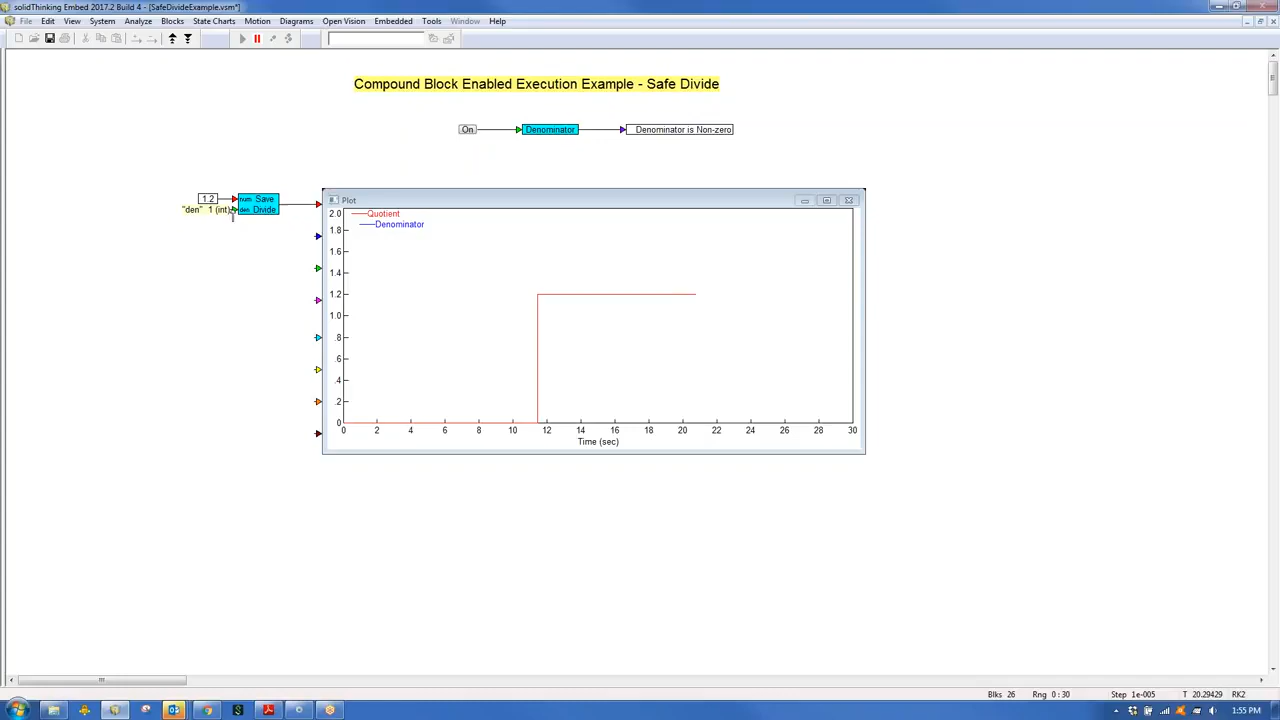 solidThinking Embed 2017.2 Build 4 - [SafeDivideExample.vsm*]
File Edit View System Analyze Blocks State Charts Motion Diagrams Open Vision Embedded Tools Window Help
Compound Block Enabled Execution Example - Safe Divide
On Denominator Denominator is Non-zero
1.2 num Save
"den" 1 (int) den Divide
Plot
Quotient
Denominator
2.0
1.8
1.6
1.4
1.2
1.0
.8
.6
.4
.2
0
0 2 4 6 8 10 12 14 16 18 20 22 24 26 28 30
Time (sec)
Blks 26 Rng 0:30 Step 1e-005 T 20.29429 RK2
1:55 PM